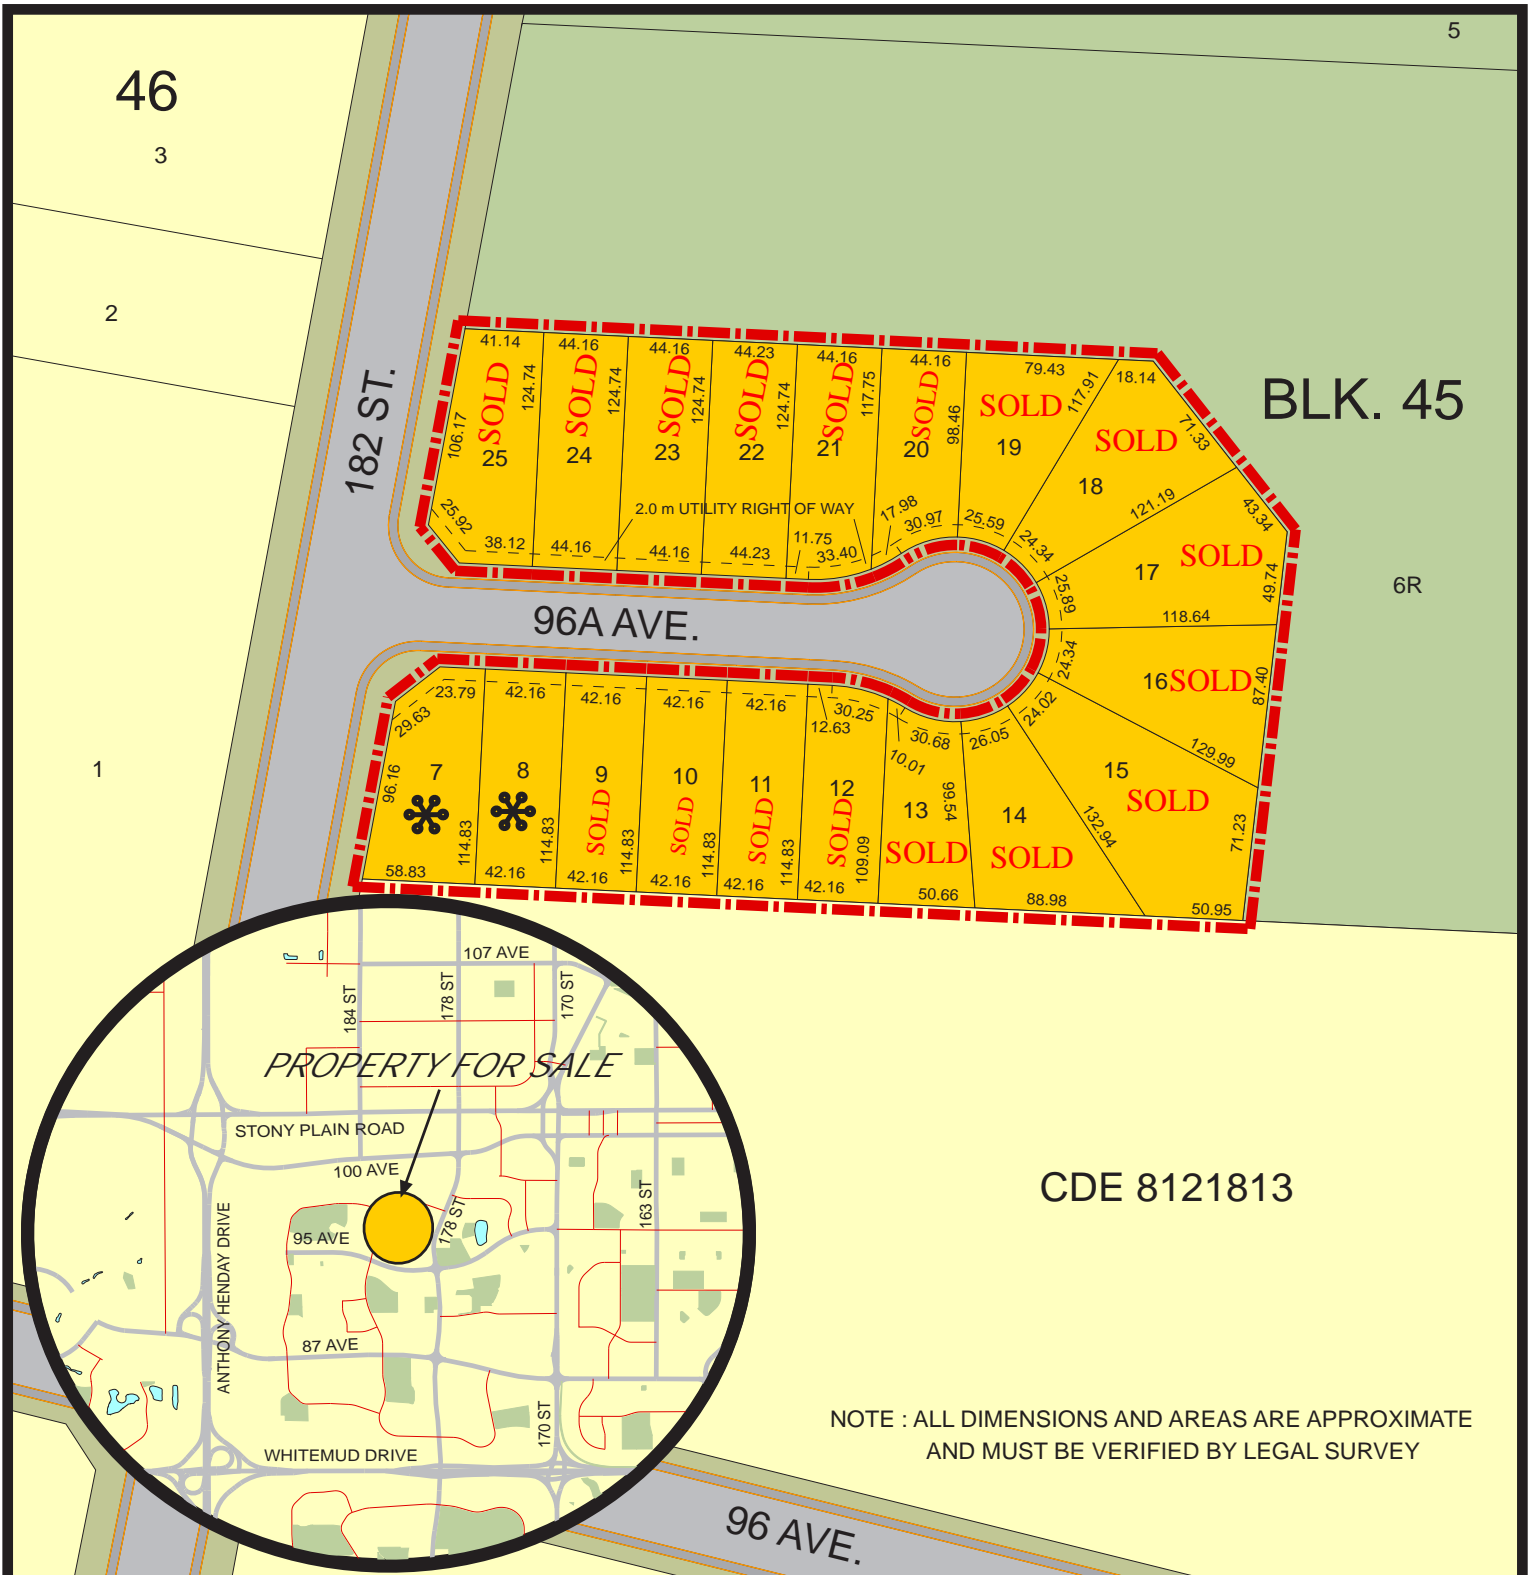 5
46
3
2
1
182 ST.
BLK. 45
6R
41.14
44.16
44.16
44.23
44.16
44.16
79.43
18.14
SOLD
SOLD
SOLD
SOLD
SOLD
SOLD
SOLD
SOLD
106.17
124.74
124.74
124.74
124.74
117.75
98.46
117.91
71.33
25
24
23
22
21
20
19
18
121.19
43.34
25.92
2.0 m UTILITY RIGHT OF WAY
38.12
44.16
44.16
44.23
11.75
33.40
17.98
30.97
25.59
24.34
25.89
17
SOLD
49.74
118.64
96A AVE.
24.34
16
SOLD
87.40
24.02
129.99
23.79
42.16
42.16
42.16
42.16
12.63
30.25
10.01
30.68
26.05
29.63
96.16
7
8
9
10
11
12
13
14
15
SOLD
SOLD
SOLD
SOLD
SOLD
SOLD
SOLD
114.83
114.83
114.83
114.83
114.83
109.09
99.54
132.94
71.23
58.83
42.16
42.16
42.16
42.16
42.16
50.66
88.98
50.95
107 AVE
184 ST
178 ST
170 ST
PROPERTY FOR SALE
STONY PLAIN ROAD
100 AVE
178 ST
163 ST
95 AVE
ANTHONY HENDAY DRIVE
87 AVE
170 ST
WHITEMUD DRIVE
CDE 8121813
NOTE : ALL DIMENSIONS AND AREAS ARE APPROXIMATE
AND MUST BE VERIFIED BY LEGAL SURVEY
96 AVE.